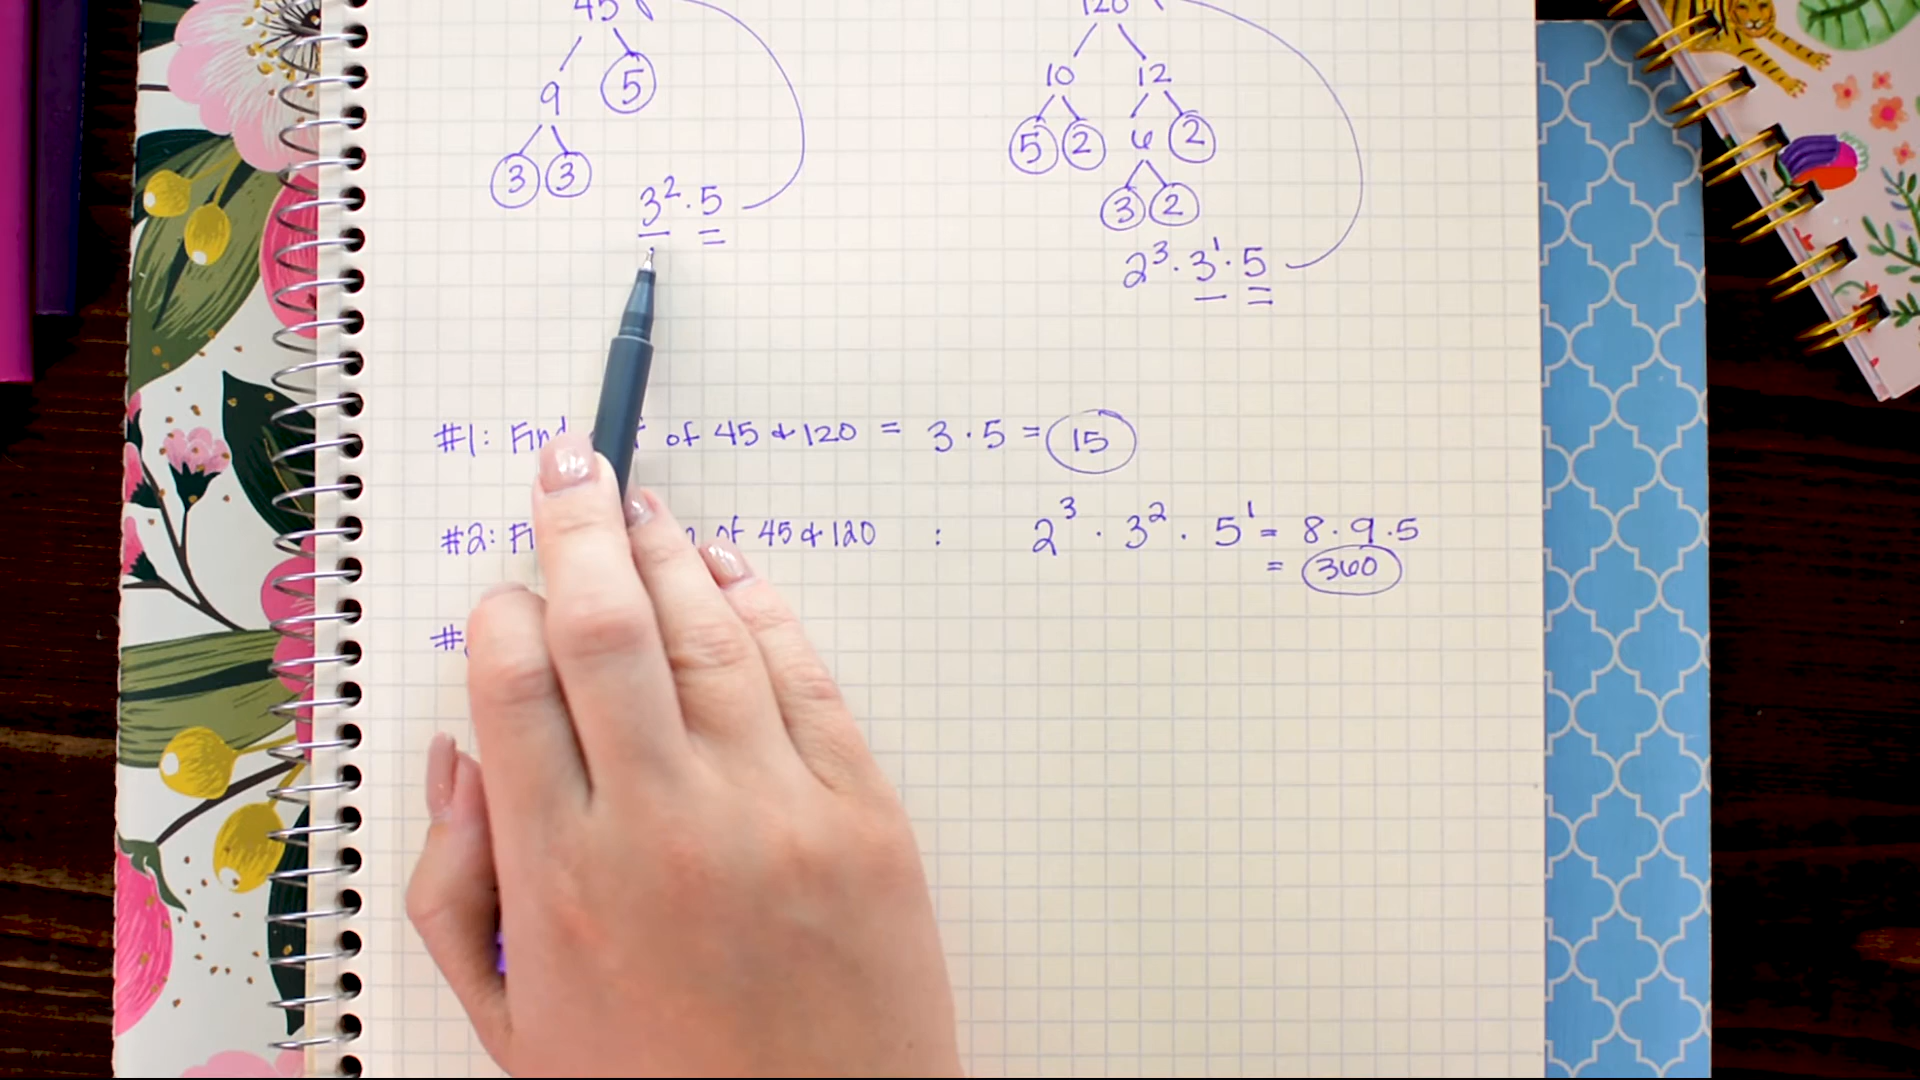 45 120
10 12
9 5
5 2 6 2
3 3
3² · 5 3 2
2³ · 3¹ · 5
#1: Find of 45 & 120 = 3 · 5 = 15
#2: of 45 & 120 : 2³ · 3² · 5¹ = 8 · 9 · 5
= 360
#